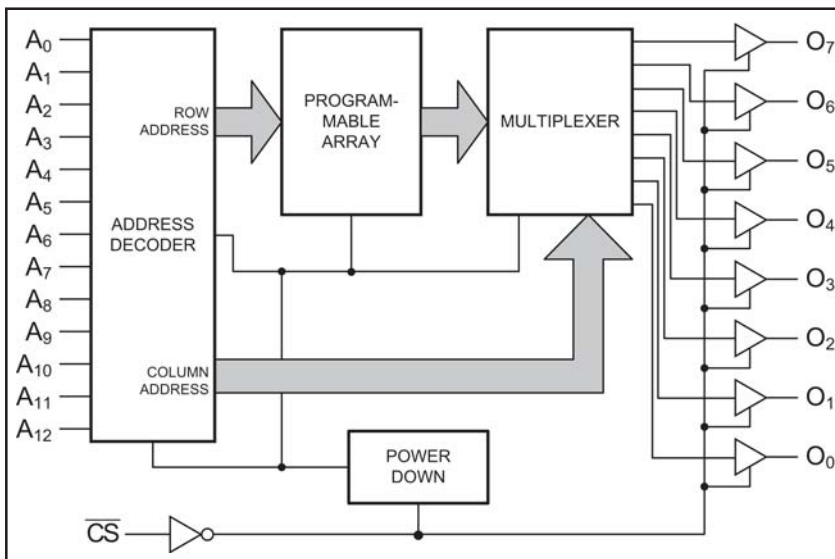 A0
A1
A2
A3
A4
A5
A6
A7
A8
A9
A10
A11
A12
ROW
ADDRESS
ADDRESS
DECODER
COLUMN
ADDRESS
PROGRAM-
MABLE
ARRAY
MULTIPLEXER
POWER
DOWN
C̅S̅
O7
O6
O5
O4
O3
O2
O1
O0